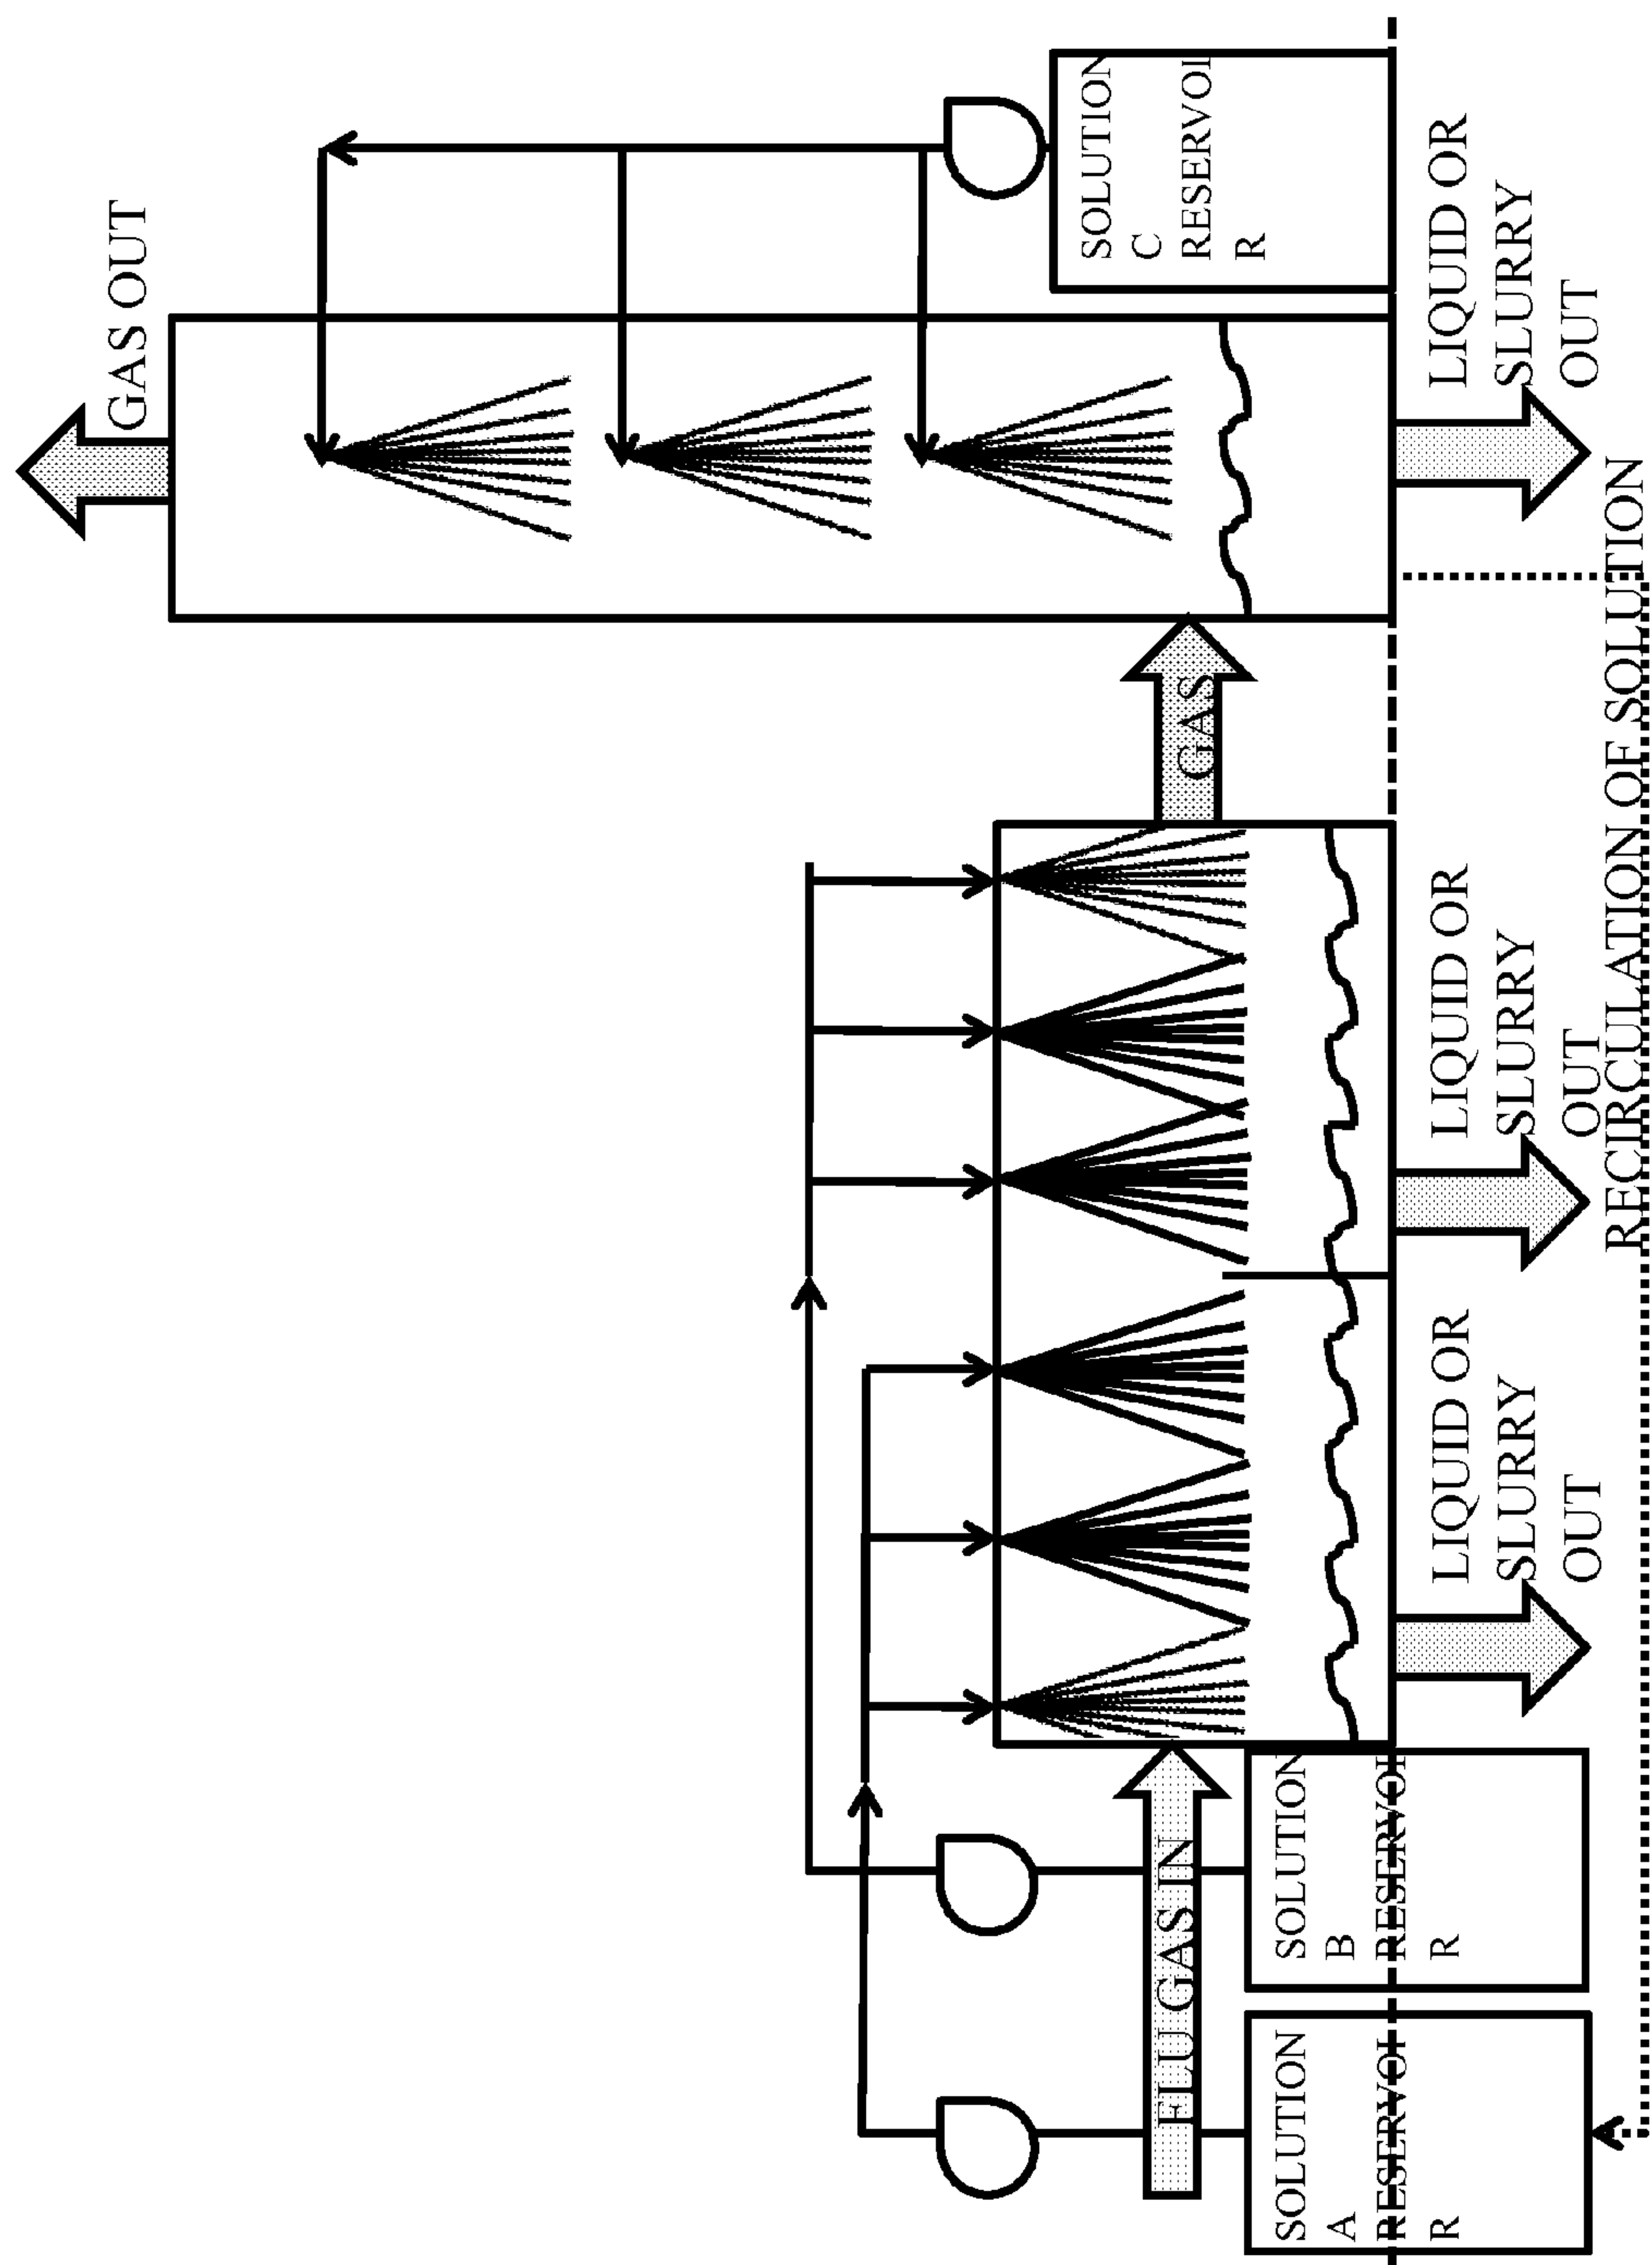 GAS OUT
SOLUTION
C
RESERVOI
R
FLU GAS IN
GAS
SOLUTION
A
RESERVOI
R
SOLUTION
B
RESERVOI
R
LIQUID OR
SLURRY
OUT
LIQUID OR
SLURRY
OUT
LIQUID OR
SLURRY
OUT
RECIRCULATION OF SOLUTION